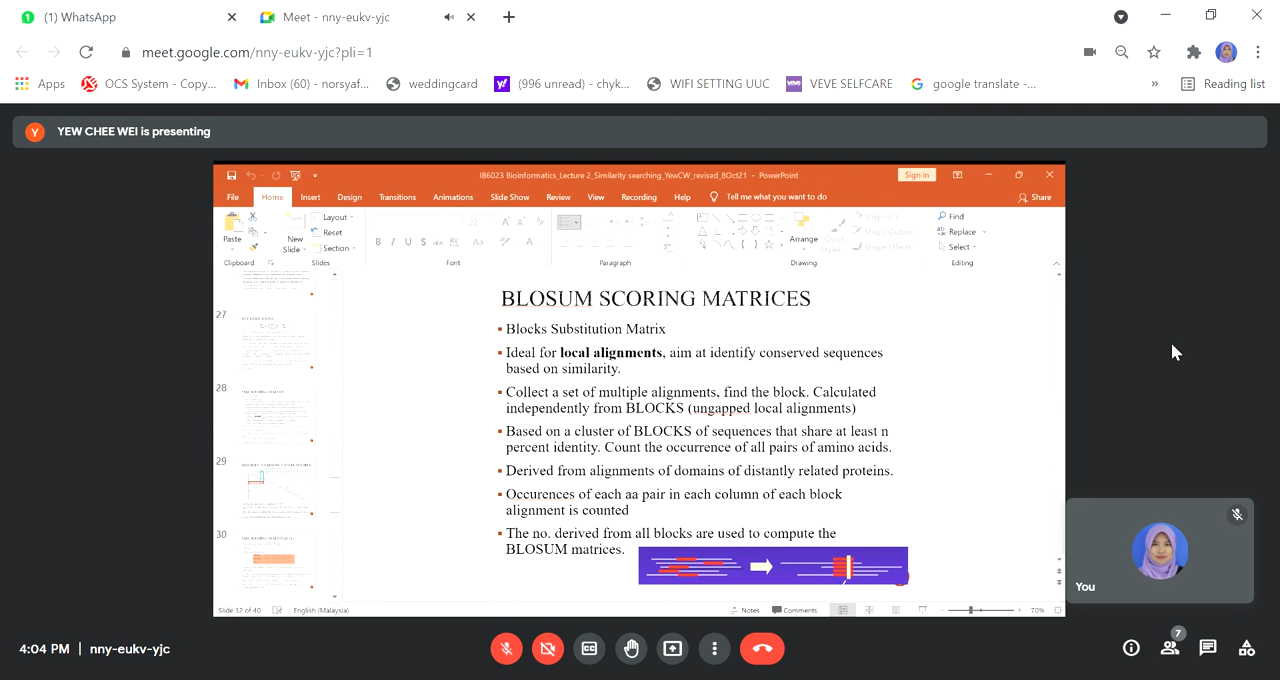 (1) WhatsApp
Meet - nny-eukv-yjc
meet.google.com/nny-eukv-yjc?pli=1
Apps
OCS System - Copy...
Inbox (60) - norsyaf...
weddingcard
(996 unread) - chyk...
WIFI SETTING UUC
VEVE SELFCARE
google translate -...
»
Reading list
Y
YEW CHEE WEI is presenting
IB6023 Bioinformatics_Lecture 2_Similarity searching_YewCW_revised_8Oct21 - PowerPoint
Sign in
File
Home
Insert
Design
Transitions
Animations
Slide Show
Review
View
Recording
Help
Tell me what you want to do
Share
Paste
New
Slide
Layout
Reset
Section
Arrange
Quick
Styles
Shape Fill
Shape Outline
Shape Effects
Find
Replace
Select
Clipboard
Slides
Font
Paragraph
Drawing
Editing
27
28
29
30
BLOSUM SCORING MATRICES
▪ Blocks Substitution Matrix
▪ Ideal for local alignments, aim at identify conserved sequences
based on similarity.
▪ Collect a set of multiple alignments, find the block. Calculated
independently from BLOCKS (ungapped local alignments)
▪ Based on a cluster of BLOCKS of sequences that share at least n
percent identity. Count the occurrence of all pairs of amino acids.
▪ Derived from alignments of domains of distantly related proteins.
▪ Occurences of each aa pair in each column of each block
alignment is counted
▪ The no. derived from all blocks are used to compute the
BLOSUM matrices.
Slide 32 of 40
English (Malaysia)
Notes
Comments
70%
You
4:04 PM | nny-eukv-yjc
7